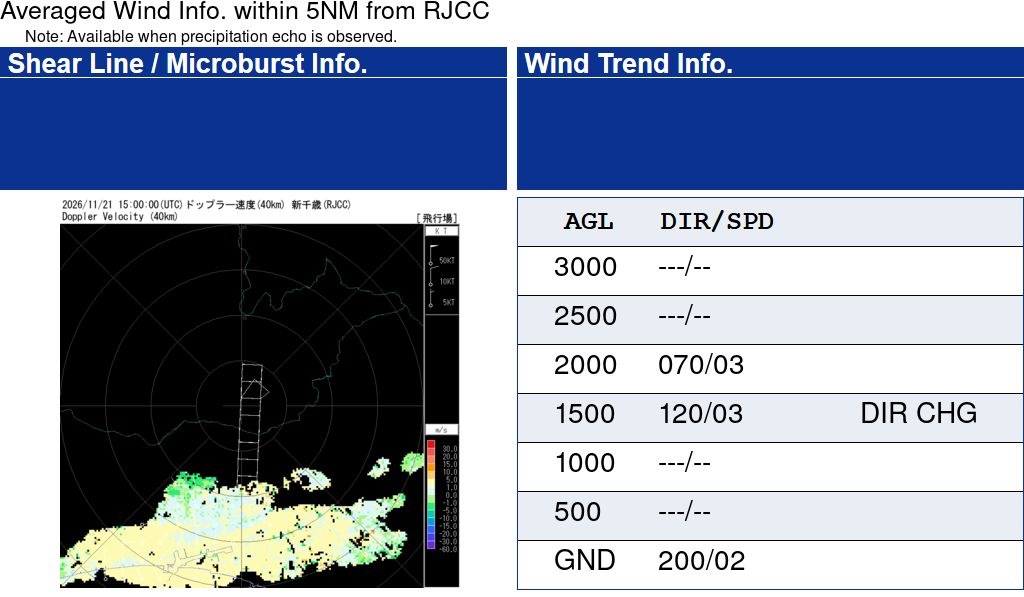 Averaged Wind Info. within 5NM from RJCC
Note: Available when precipitation echo is observed.
Shear Line / Microburst Info.
Wind Trend Info.
2026/11/21 15:00:00(UTC) ドップラー速度(40km) 新千歳(RJCC)
Doppler Velocity (40km)
[飛行場]
KT
50KT
10KT
5KT
m/s
30.0
20.0
15.0
10.0
5.0
1.0
0.0
-1.0
-5.0
-10.0
-15.0
-20.0
-30.0
-60.0
AGL DIR/SPD
3000 ---/--
2500 ---/--
2000 070/03
1500 120/03 DIR CHG
1000 ---/--
500 ---/--
GND 200/02